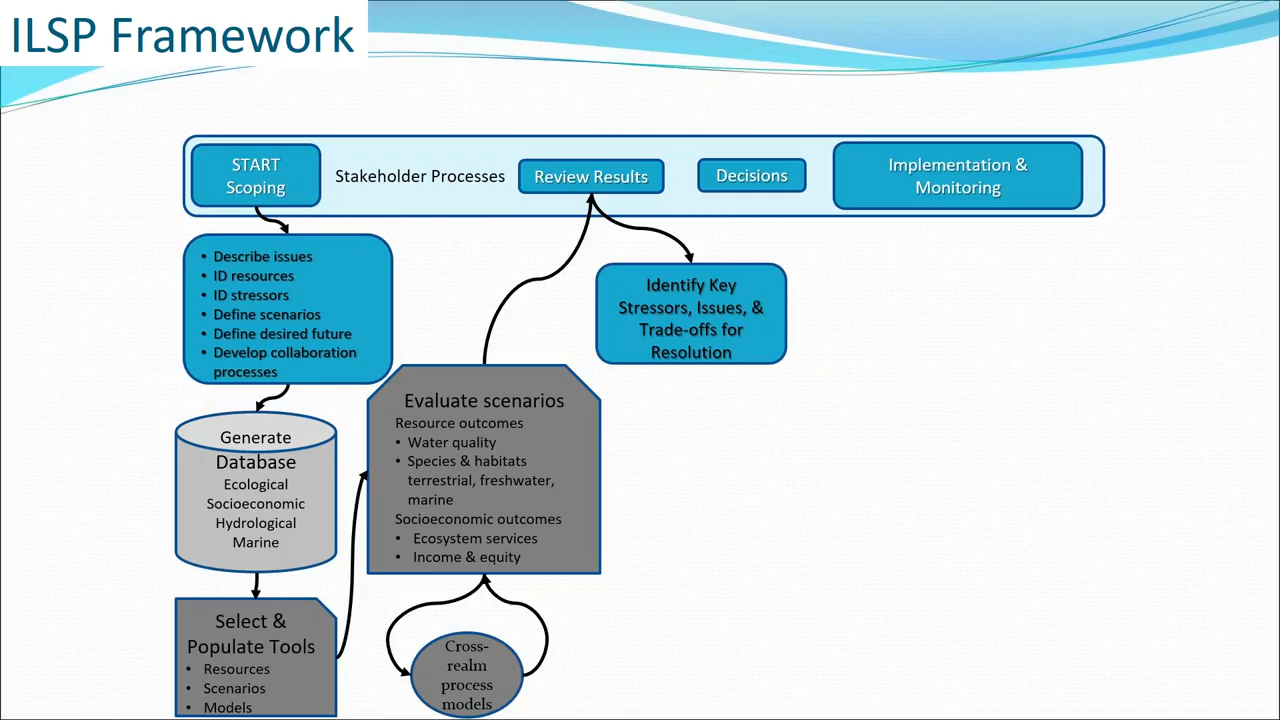 ILSP Framework
START
Scoping
Stakeholder Processes
Review Results
Decisions
Implementation &
Monitoring
• Describe issues
• ID resources
• ID stressors
• Define scenarios
• Define desired future
• Develop collaboration
processes
Identify Key
Stressors, Issues, &
Trade-offs for
Resolution
Generate
Database
Ecological
Socioeconomic
Hydrological
Marine
Evaluate scenarios
Resource outcomes
• Water quality
• Species & habitats
terrestrial, freshwater,
marine
Socioeconomic outcomes
• Ecosystem services
• Income & equity
Select &
Populate Tools
• Resources
• Scenarios
• Models
Cross-
realm
process
models